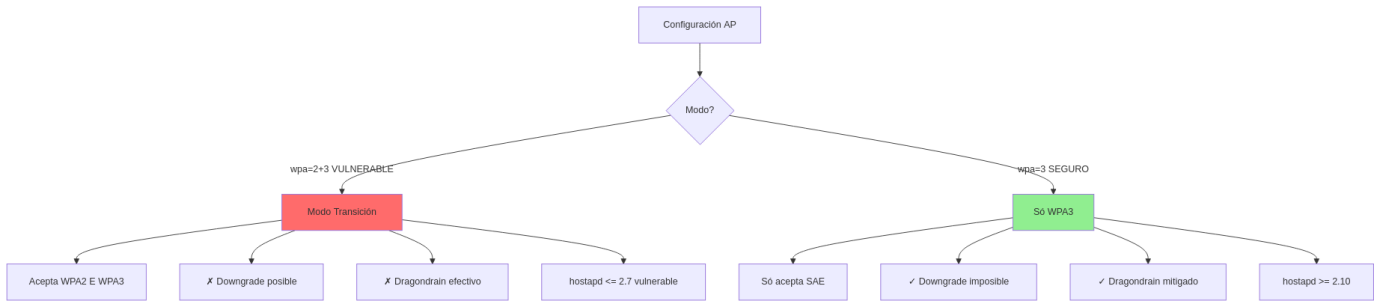 Configuración AP
Modo?
wpa=2+3 VULNERABLE
wpa=3 SEGURO
Modo Transición
Só WPA3
Acepta WPA2 E WPA3
✗ Downgrade posible
✗ Dragondrain efectivo
hostapd <= 2.7 vulnerable
Só acepta SAE
✓ Downgrade imposible
✓ Dragondrain mitigado
hostapd >= 2.10